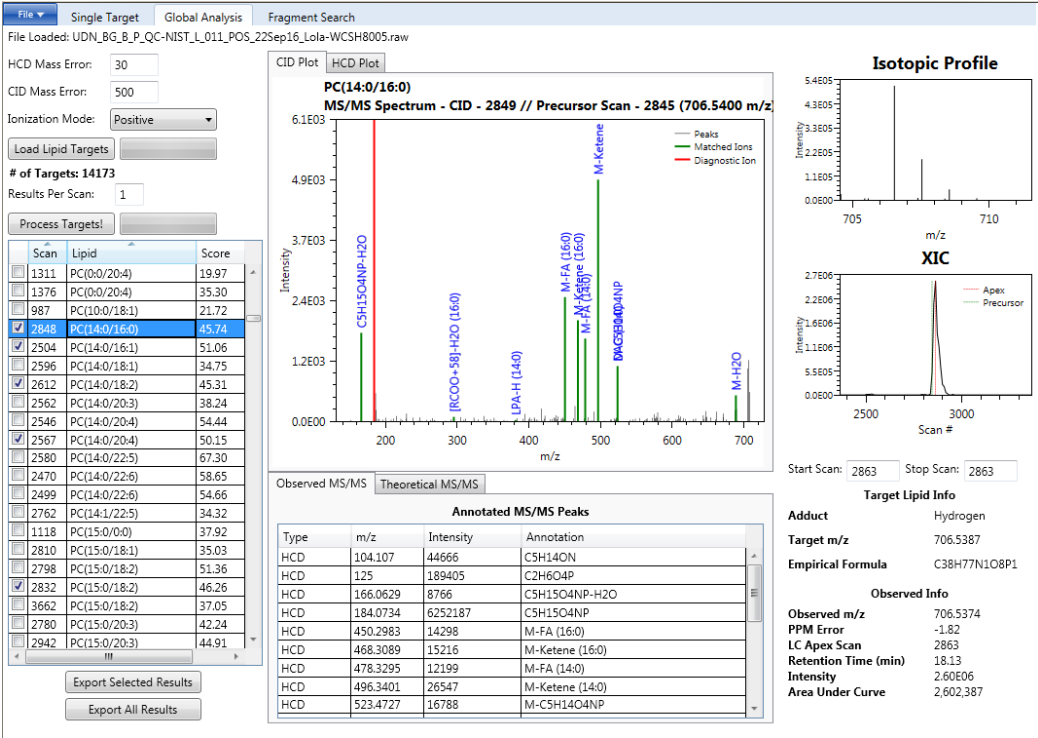 File ▾ Single Target Global Analysis Fragment Search
File Loaded: UDN_BG_B_P_QC-NIST_L_011_POS_22Sep16_Lola-WCSH8005.raw
HCD Mass Error: 30
CID Mass Error: 500
Ionization Mode: Positive
Load Lipid Targets
# of Targets: 14173
Results Per Scan: 1
Process Targets!
Scan Lipid Score
1311 PC(0:0/20:4) 19.97
1376 PC(0:0/20:4) 35.30
987 PC(10:0/18:1) 21.72
2848 PC(14:0/16:0) 45.74
2504 PC(14:0/16:1) 51.06
2596 PC(14:0/18:1) 34.75
2612 PC(14:0/18:2) 45.31
2562 PC(14:0/20:3) 38.24
2546 PC(14:0/20:4) 54.44
2567 PC(14:0/20:4) 50.15
2580 PC(14:0/22:5) 67.30
2470 PC(14:0/22:6) 58.65
2499 PC(14:0/22:6) 54.66
2762 PC(14:1/22:5) 34.32
1118 PC(15:0/0:0) 37.92
2810 PC(15:0/18:1) 35.03
2798 PC(15:0/18:2) 51.36
2832 PC(15:0/18:2) 46.26
3662 PC(15:0/18:2) 37.05
2780 PC(15:0/20:3) 42.24
2942 PC(15:0/20:3) 44.91
Export Selected Results
Export All Results
CID Plot HCD Plot
PC(14:0/16:0)
MS/MS Spectrum - CID - 2849 // Precursor Scan - 2845 (706.5400 m/z)
6.1E03
4.9E03
3.7E03
2.4E03
1.2E03
0.0E00
Intensity
Peaks
Matched Ions
Diagnostic Ion
C5H15O4NP-H2O
[RCOO+58]-H2O (16:0)
LPA-H (14:0)
M-FA (16:0)
M-Ketene (16:0)
M-FA (14:0)
M-Ketene
M-H2O
200 300 400 500 600 700
m/z
Observed MS/MS Theoretical MS/MS
Annotated MS/MS Peaks
Type m/z Intensity Annotation
HCD 104.107 44666 C5H14ON
HCD 125 189405 C2H6O4P
HCD 166.0629 8766 C5H15O4NP-H2O
HCD 184.0734 6252187 C5H15O4NP
HCD 450.2983 14298 M-FA (16:0)
HCD 468.3089 15216 M-Ketene (16:0)
HCD 478.3295 12199 M-FA (14:0)
HCD 496.3401 26547 M-Ketene (14:0)
HCD 523.4727 16788 M-C5H14O4NP
Isotopic Profile
5.4E05
4.3E05
3.2E05
2.2E05
1.1E05
0.0E00
Intensity
705 710
m/z
XIC
2.7E06
2.2E06
1.6E06
1.1E06
5.5E05
0.0E00
Intensity
Apex
Precursor
2500 3000
Scan #
Start Scan: 2863 Stop Scan: 2863
Target Lipid Info
Adduct Hydrogen
Target m/z 706.5387
Empirical Formula C38H77N1O8P1
Observed Info
Observed m/z 706.5374
PPM Error -1.82
LC Apex Scan 2863
Retention Time (min) 18.13
Intensity 2.60E06
Area Under Curve 2,602,387